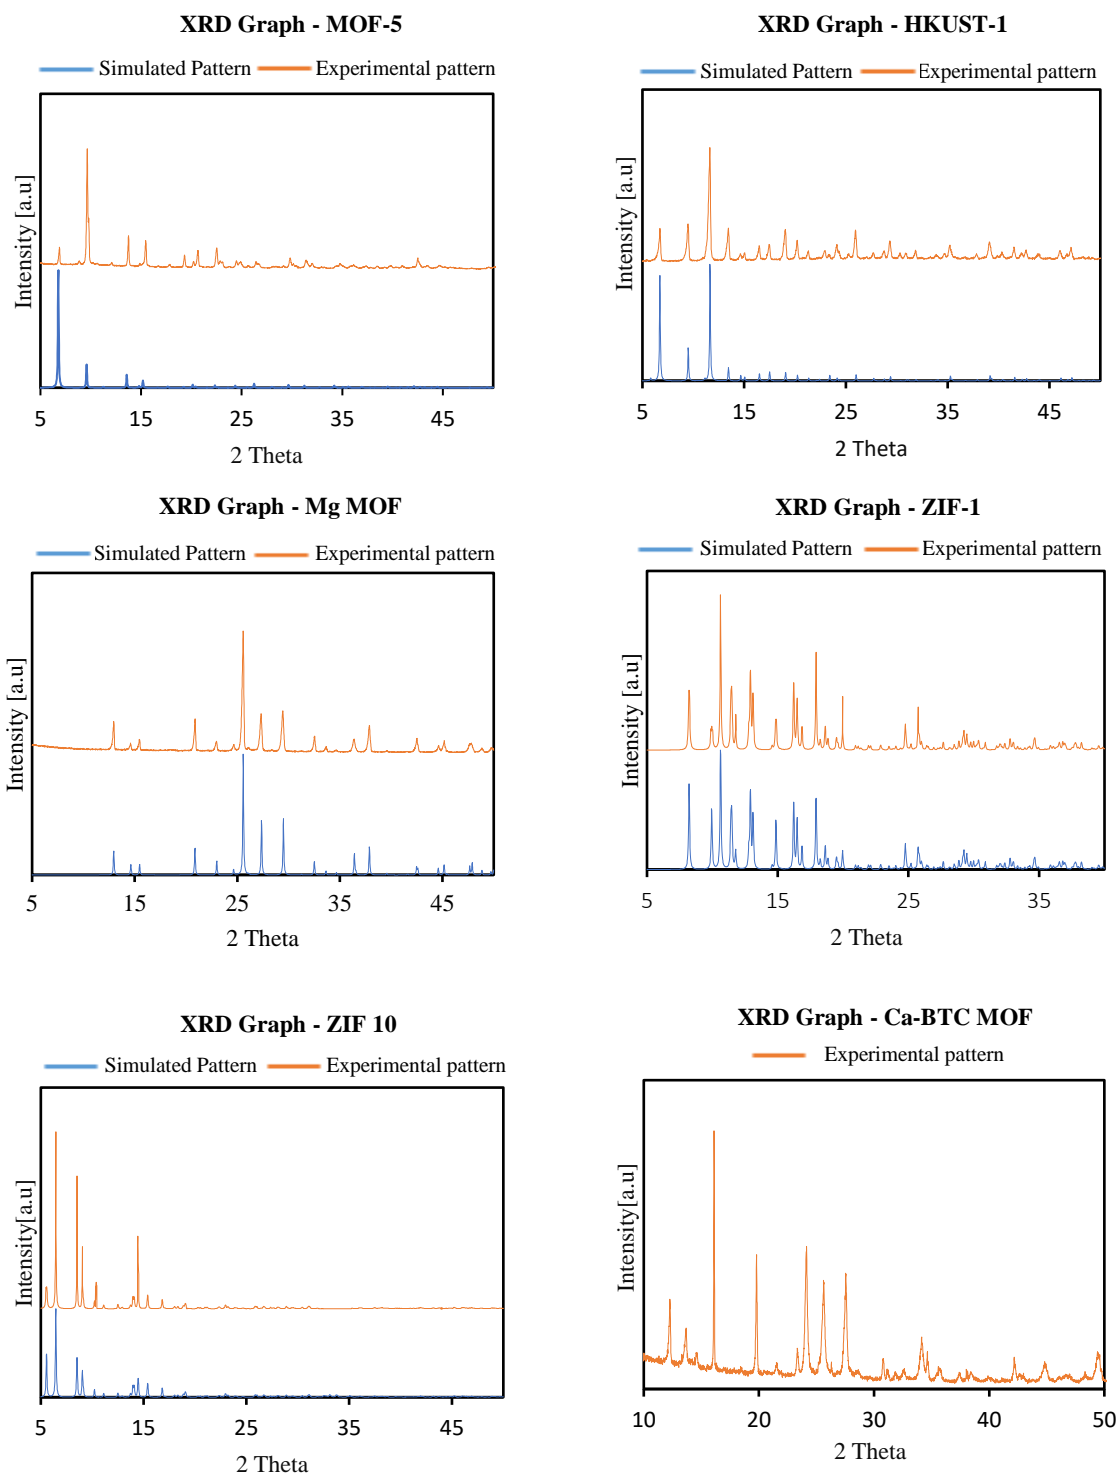 XRD Graph - MOF-5
Simulated Pattern Experimental pattern
Intensity [a.u]
5 15 25 35 45
2 Theta
XRD Graph - HKUST-1
Simulated Pattern Experimental pattern
Intensity [a.u]
5 15 25 35 45
2 Theta
XRD Graph - Mg MOF
Simulated Pattern Experimental pattern
Intensity [a.u]
5 15 25 35 45
2 Theta
XRD Graph - ZIF-1
Simulated Pattern Experimental pattern
Intensity [a.u]
5 15 25 35
2 Theta
XRD Graph - ZIF 10
Simulated Pattern Experimental pattern
Intensity[a.u]
5 15 25 35 45
2 Theta
XRD Graph - Ca-BTC MOF
Experimental pattern
Intensity[a.u]
10 20 30 40 50
2 Theta